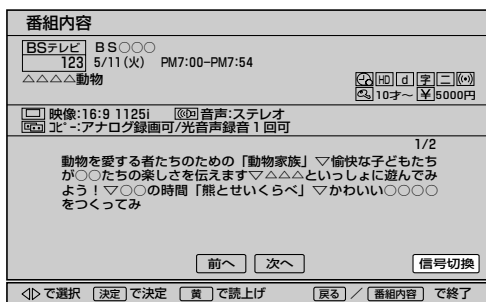 番組内容
BSテレビ BS○○○
123 5/11(火) PM7:00-PM7:54
△△△△動物
HD d 字 二
10才~ ¥5000円
映像:16:9 1125i 音声:ステレオ
コピー:アナログ録画可/光音声録音1回可
1/2
動物を愛する者たちのための「動物家族」▽愉快な子どもたち
が○○たちの楽しさを伝えます▽△△△といっしょに遊んでみ
よう!▽○○の時間「熊とせいくらべ」▽かわいい○○○○
をつくってみ
前へ 次へ 信号切換
で選択 決定 で決定 黄 で読上げ 戻る / 番組内容 で終了